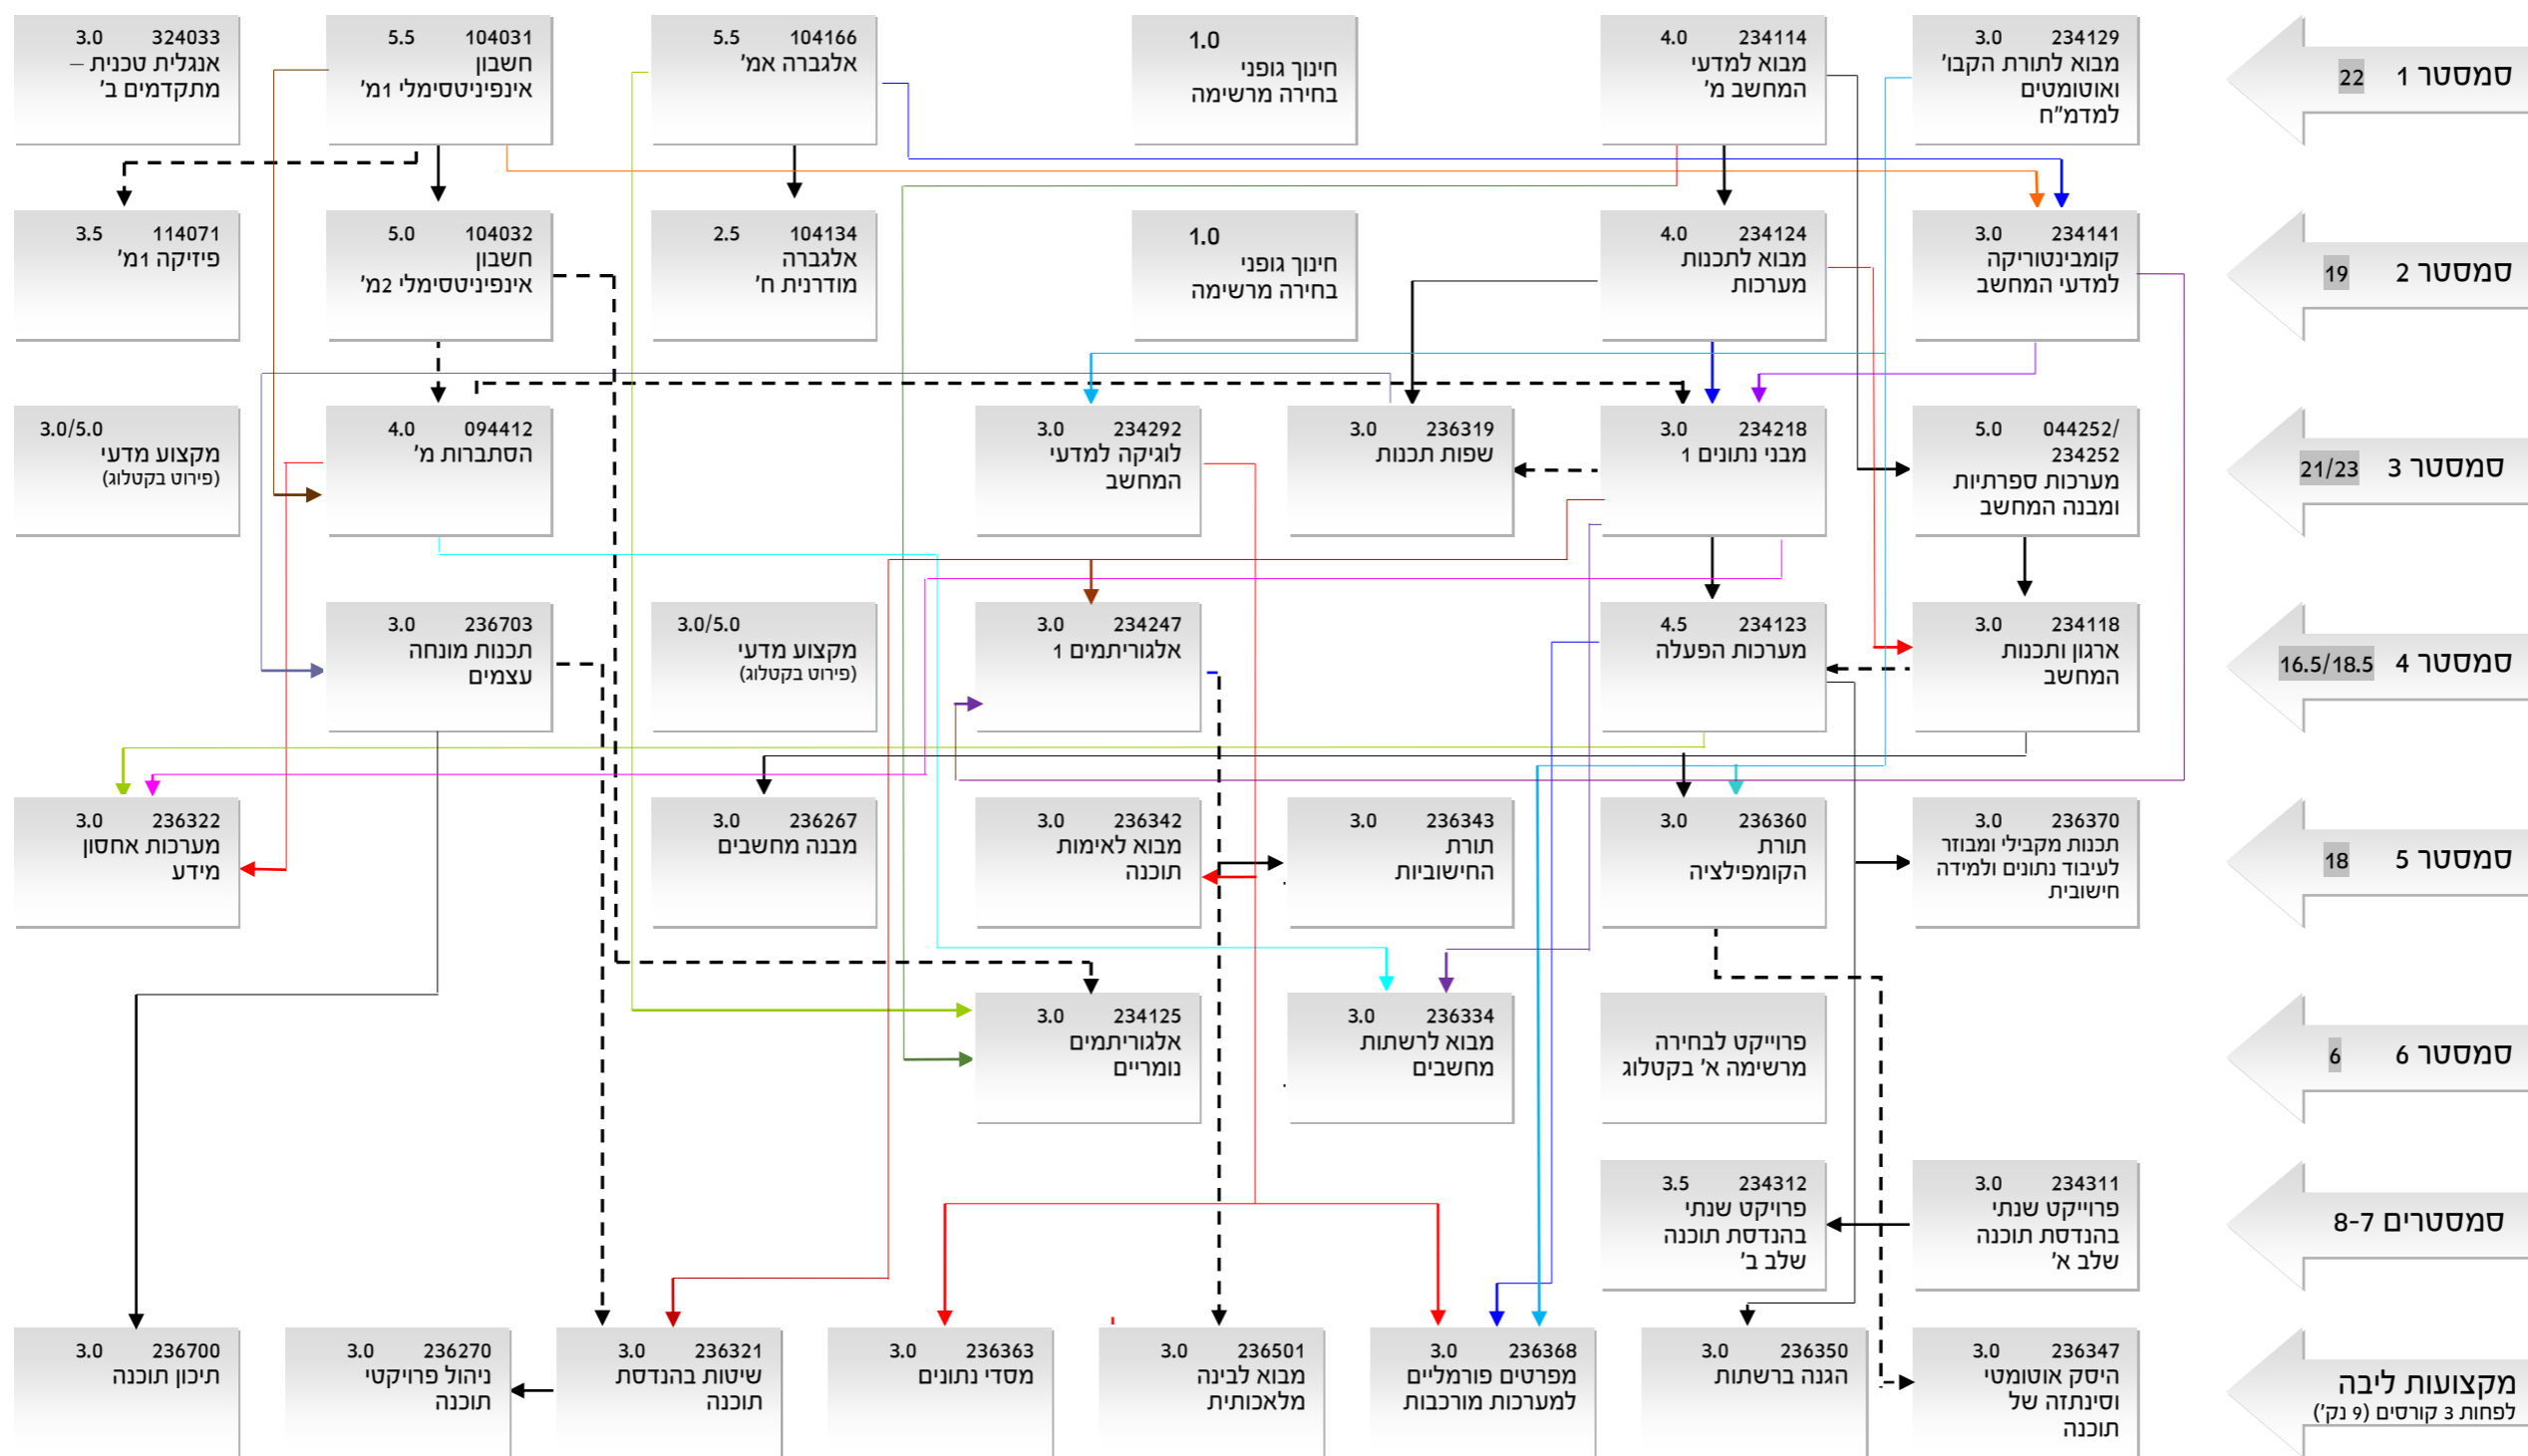 סמסטר 1 22
234129 3.0
מבוא לתורת הקבו'
ואוטומטים
למדמ"ח
234114 4.0
מבוא למדעי
המחשב מ'
1.0
חינוך גופני
בחירה מרשימה
104166 5.5
אלגברה אמ'
104031 5.5
חשבון
אינפיניטסימלי 1מ'
324033 3.0
אנגלית טכנית –
מתקדמים ב'
סמסטר 2 19
234141 3.0
קומבינטוריקה
למדעי המחשב
234124 4.0
מבוא לתכנות
מערכות
1.0
חינוך גופני
בחירה מרשימה
104134 2.5
אלגברה
מודרנית ח'
104032 5.0
חשבון
אינפיניטסימלי 2מ'
114071 3.5
פיזיקה 1מ'
סמסטר 3 21/23
044252/ 5.0
234252
מערכות ספרתיות
ומבנה המחשב
234218 3.0
מבני נתונים 1
236319 3.0
שפות תכנות
234292 3.0
לוגיקה למדעי
המחשב
094412 4.0
הסתברות מ'
3.0/5.0
מקצוע מדעי
(פירוט בקטלוג)
סמסטר 4 16.5/18.5
234118 3.0
ארגון ותכנות
המחשב
234123 4.5
מערכות הפעלה
234247 3.0
אלגוריתמים 1
3.0/5.0
מקצוע מדעי
(פירוט בקטלוג)
236703 3.0
תכנות מונחה
עצמים
סמסטר 5 18
236370 3.0
תכנות מקבילי ומבוזר
לעיבוד נתונים ולמידה
חישובית
236360 3.0
תורת
הקומפילציה
236343 3.0
תורת
החישוביות
236342 3.0
מבוא לאימות
תוכנה
236267 3.0
מבנה מחשבים
236322 3.0
מערכות אחסון
מידע
סמסטר 6 6
פרוייקט לבחירה
מרשימה א' בקטלוג
236334 3.0
מבוא לרשתות
מחשבים
234125 3.0
אלגוריתמים
נומריים
סמסטרים 8-7
234311 3.0
פרוייקט שנתי
בהנדסת תוכנה
שלב א'
234312 3.5
פרויקט שנתי
בהנדסת תוכנה
שלב ב'
מקצועות ליבה
לפחות 3 קורסים (9 נק')
236347 3.0
היסק אוטומטי
וסינתזה של
תוכנה
236350 3.0
הגנה ברשתות
236368 3.0
מפרטים פורמליים
למערכות מורכבות
236501 3.0
מבוא לבינה
מלאכותית
236363 3.0
מסדי נתונים
236321 3.0
שיטות בהנדסת
תוכנה
236270 3.0
ניהול פרויקטי
תוכנה
236700 3.0
תיכון תוכנה